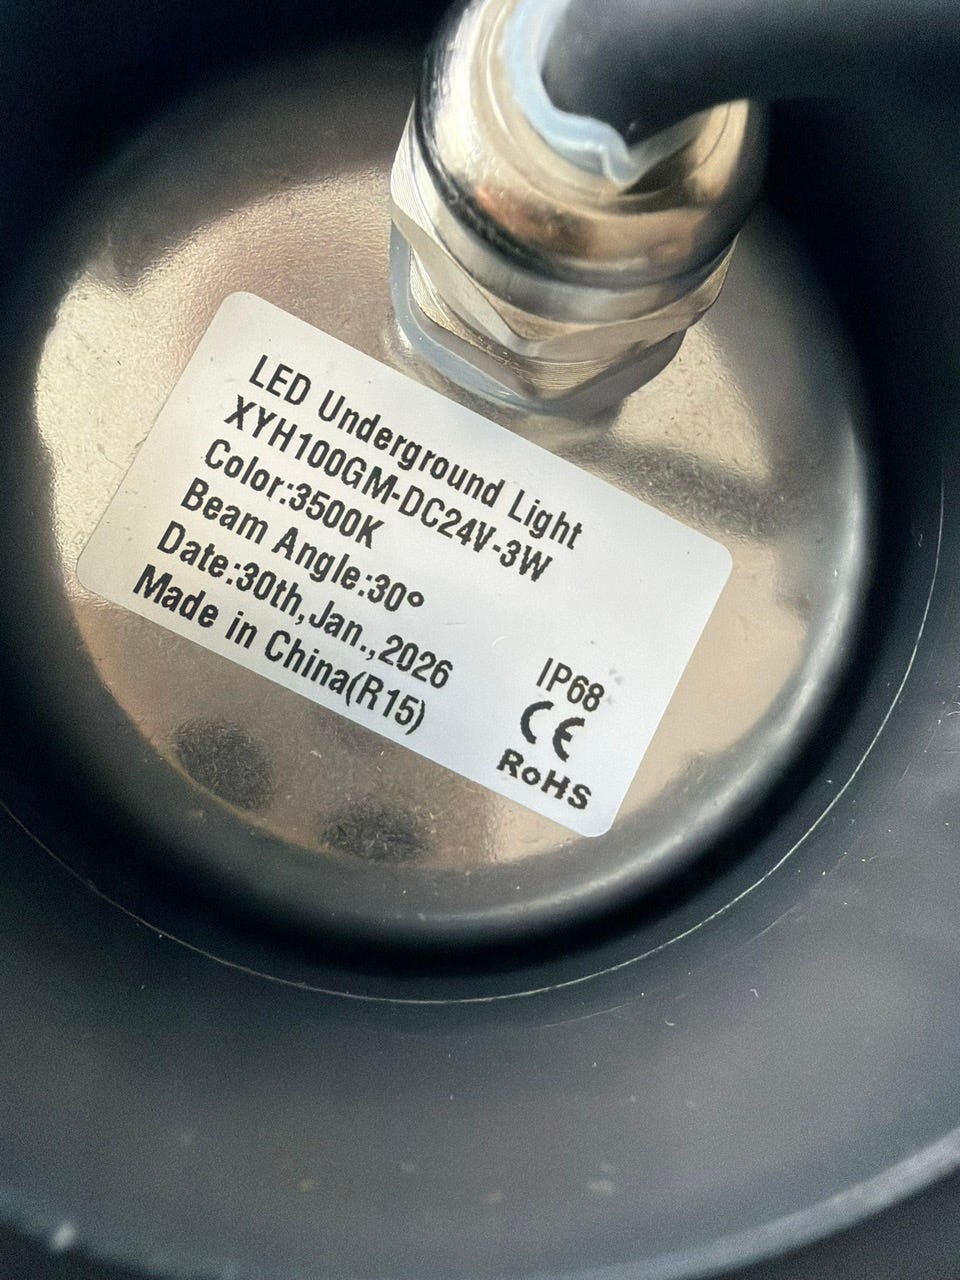 LED Underground Light
XYH100GM-DC24V-3W
Color:3500K
Beam Angle:30°
Date:30th,Jan.,2026
Made in China(R15)
IP68
CE
RoHS